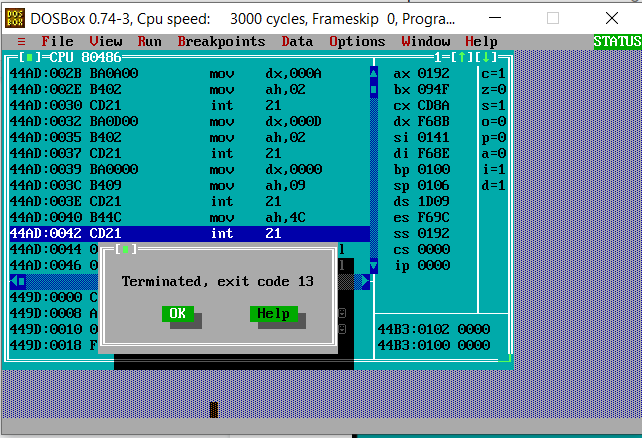 DOSBox 0.74-3, Cpu speed: 3000 cycles, Frameskip 0, Progra...
≡ File View Run Breakpoints Data Options Window Help STATUS
[■]=CPU 80486 1=[↑][↓]
44AD:002B BA0A00 mov dx,000A ax 0192 c=1
44AD:002E B402 mov ah,02 bx 094F z=0
44AD:0030 CD21 int 21 cx CD8A s=1
44AD:0032 BA0D00 mov dx,000D dx F68B o=0
44AD:0035 B402 mov ah,02 si 0141 p=0
44AD:0037 CD21 int 21 di F68E a=0
44AD:0039 BA0000 mov dx,0000 bp 0100 i=1
44AD:003C B409 mov ah,09 sp 0106 d=1
44AD:003E CD21 int 21 ds 1D09
44AD:0040 B44C mov ah,4C es F69C
44AD:0042 CD21 int 21 ss 0192
44AD:0044 0 cs 0000
44AD:0046 0 ip 0000
[■]
Terminated, exit code 13
OK Help
449D:0000 C
449D:0008 A
449D:0010 0 44B3:0102 0000
449D:0018 F 44B3:0100 0000